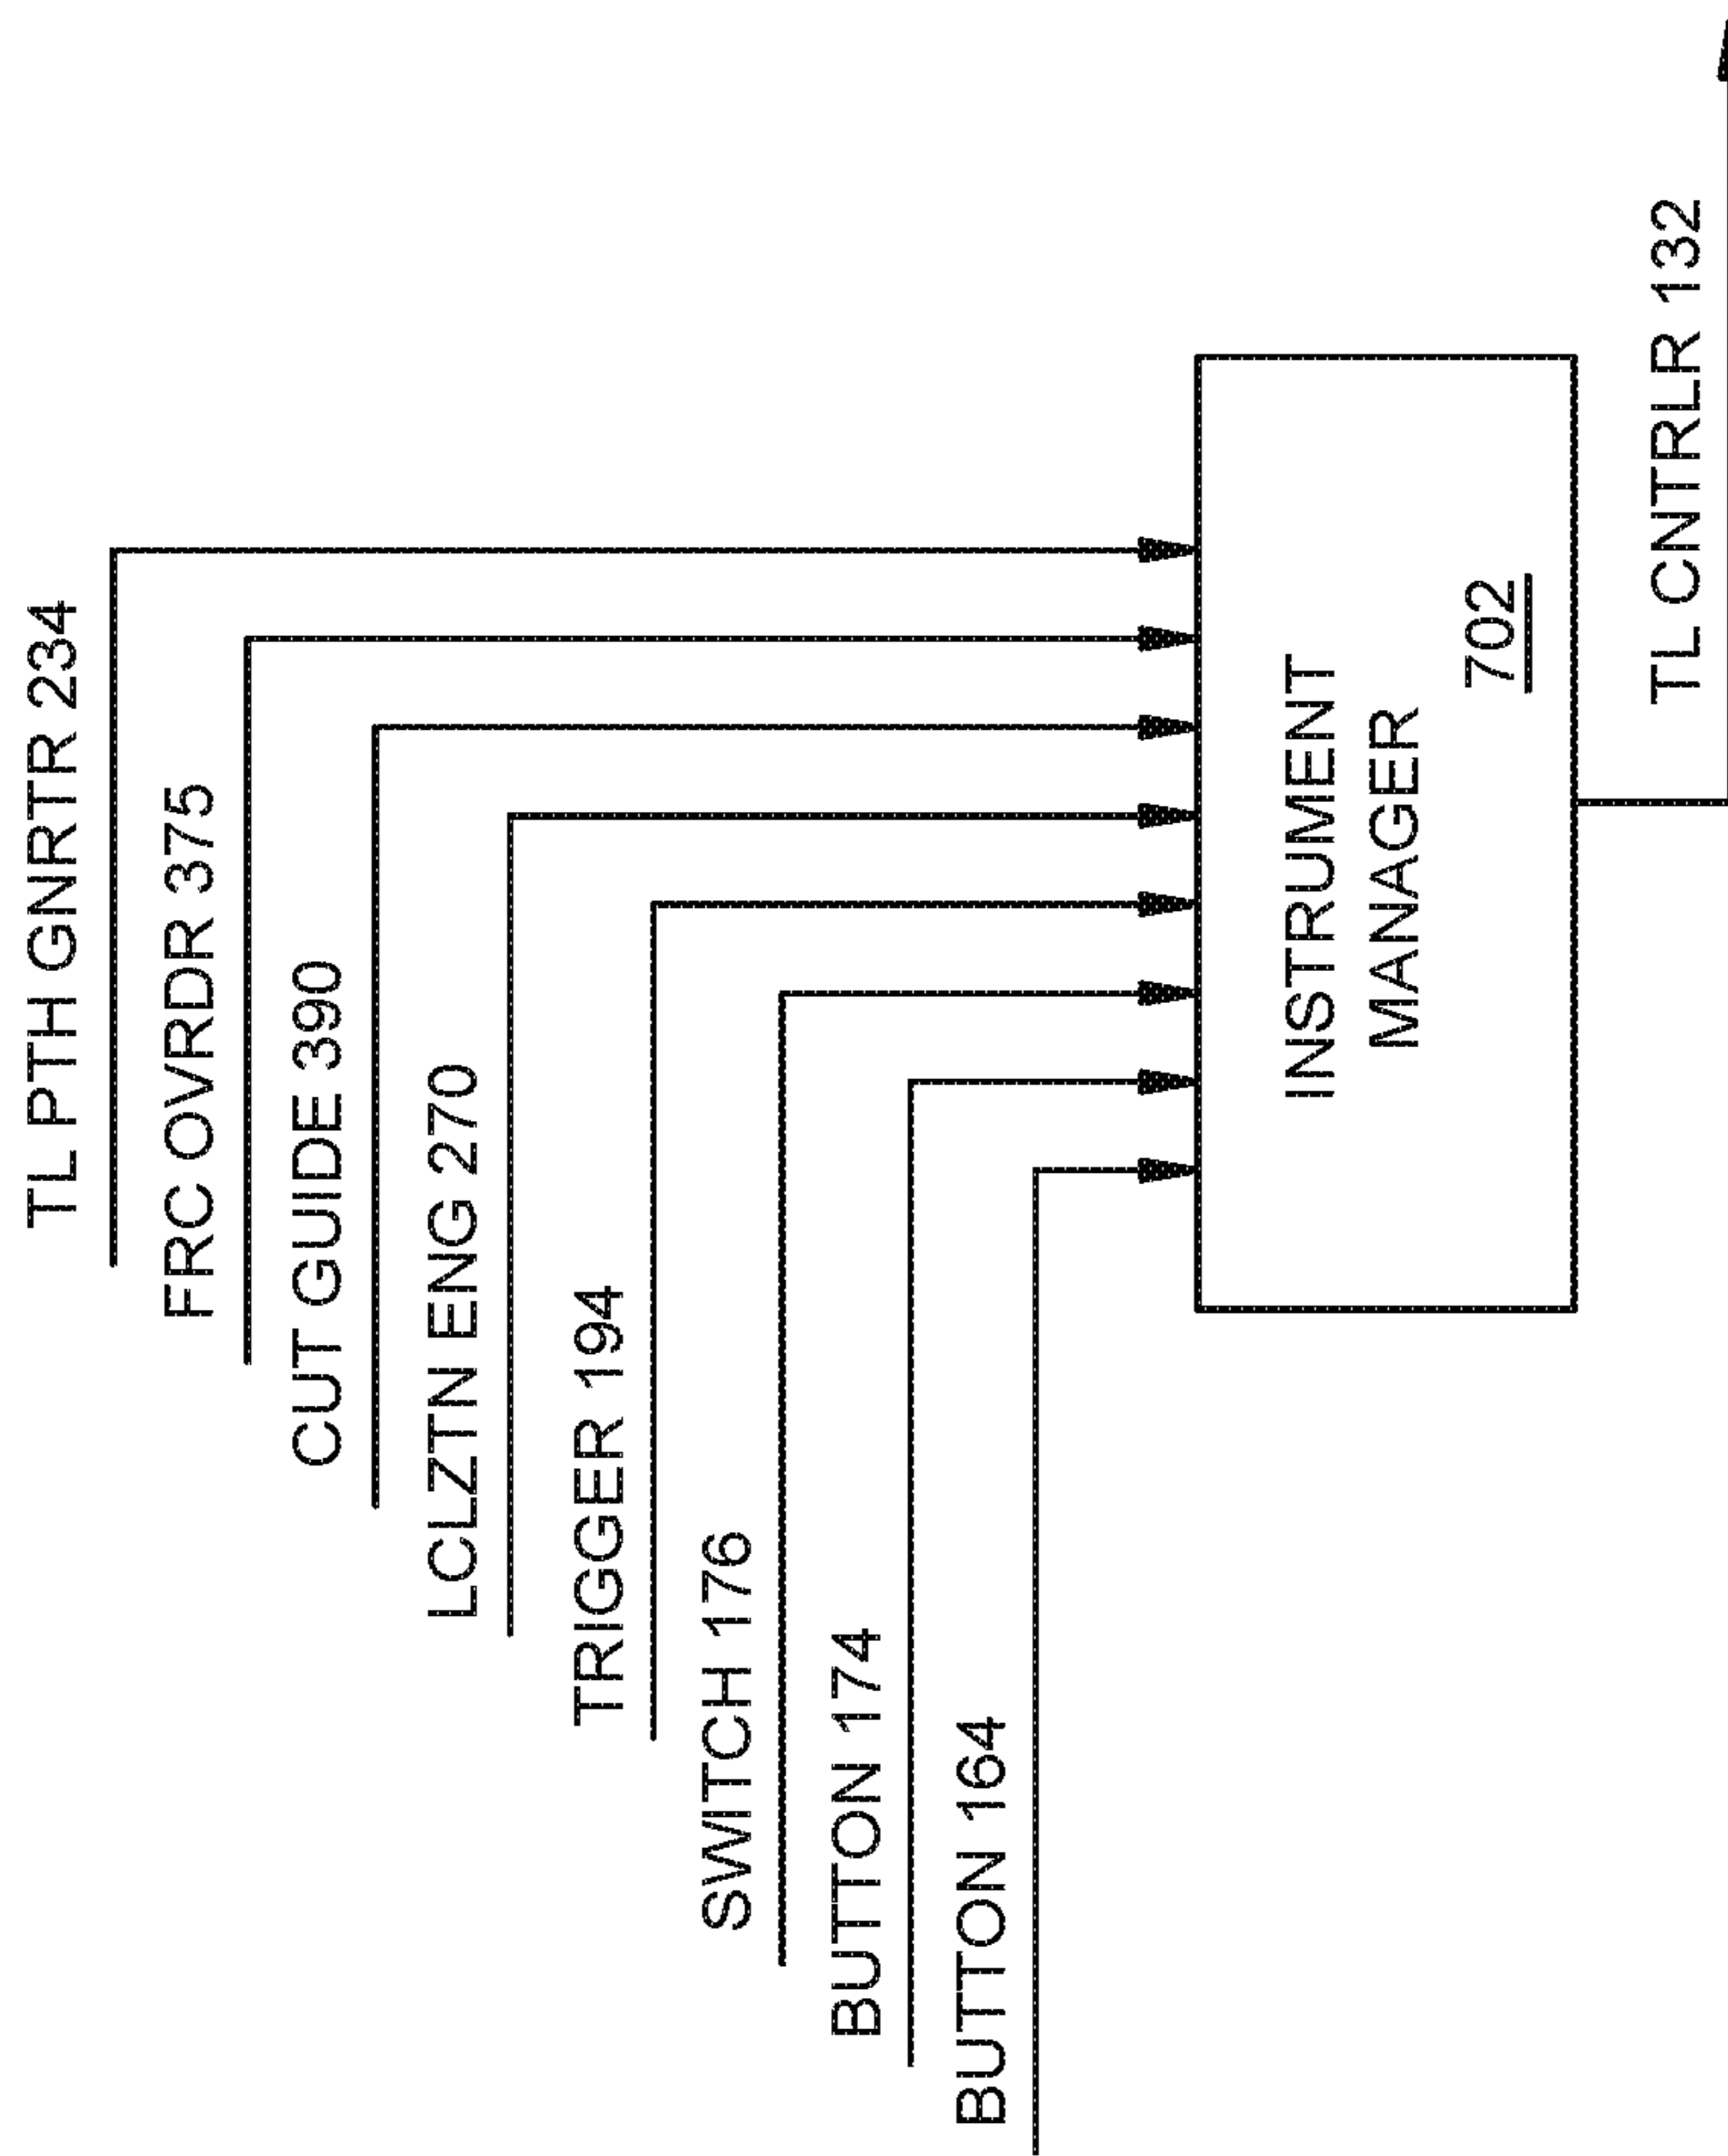 TL PTH GNRTR 234
FRC OVRDR 375
CUT GUIDE 390
LCLZTN ENG 270
TRIGGER 194
SWITCH 176
BUTTON 174
BUTTON 164
INSTRUMENT
MANAGER
702
TL CNTRLR 132